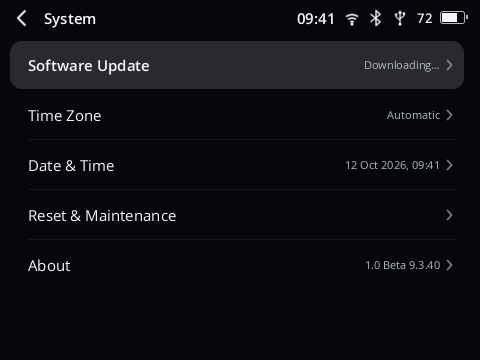 System 09:41 72
Software Update Downloading...
Time Zone Automatic
Date & Time 12 Oct 2026, 09:41
Reset & Maintenance
About 1.0 Beta 9.3.40